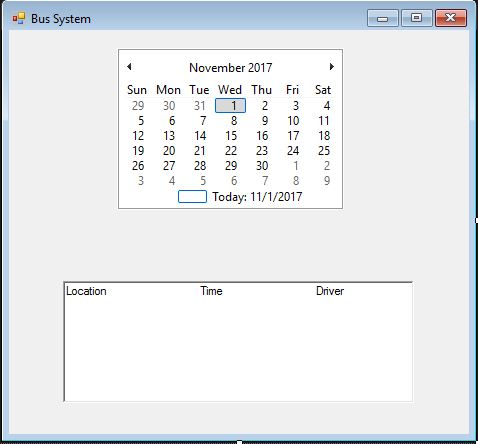 Bus System
November 2017
Sun Mon Tue Wed Thu Fri Sat
29 30 31 1 2 3 4
5 6 7 8 9 10 11
12 13 14 15 16 17 18
19 20 21 22 23 24 25
26 27 28 29 30 1 2
3 4 5 6 7 8 9
Today: 11/1/2017
Location Time Driver